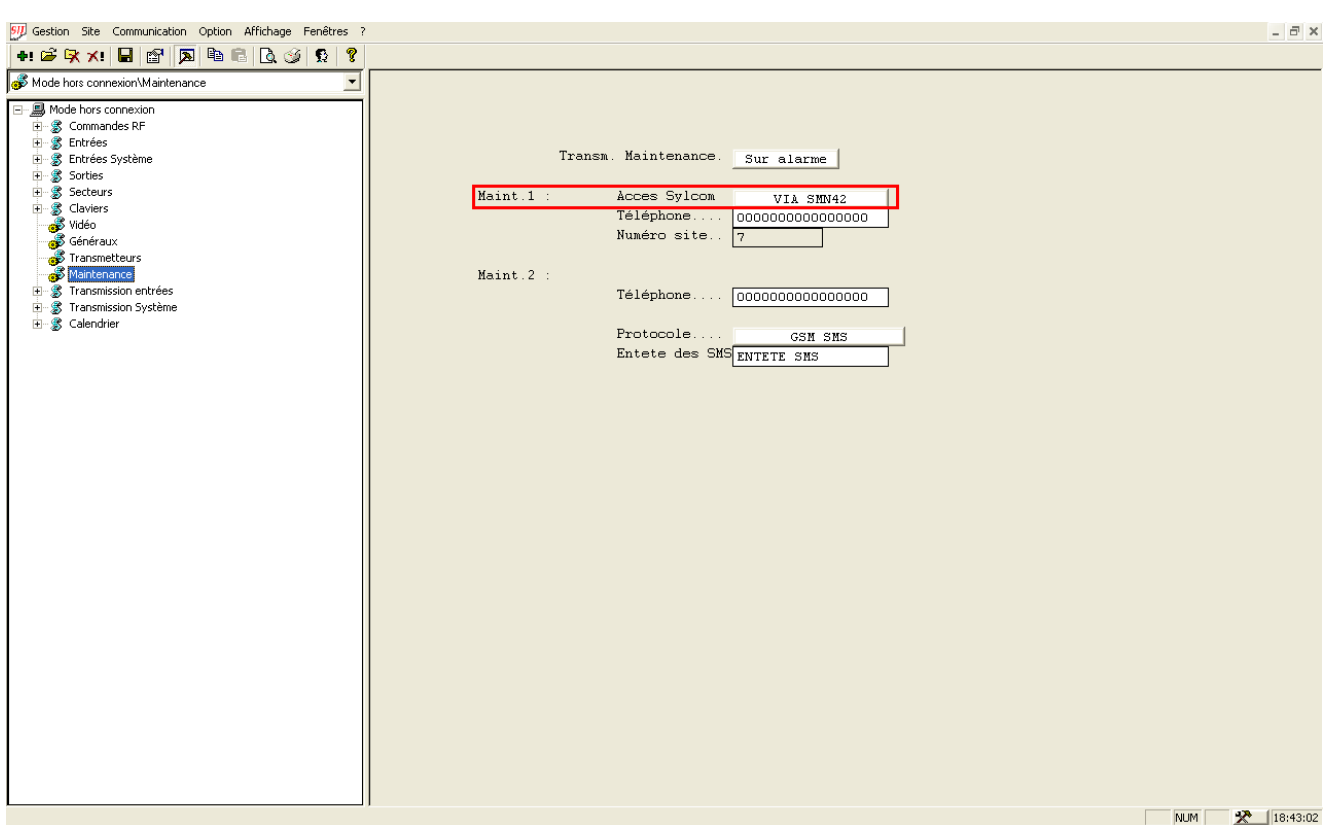 SIJ Gestion Site Communication Option Affichage Fenêtres ?
Mode hors connexion\Maintenance
Mode hors connexion
Commandes RF
Entrées
Entrées Système
Sorties
Secteurs
Claviers
Vidéo
Généraux
Transmetteurs
Maintenance
Transmission entrées
Transmission Système
Calendrier
Transm. Maintenance. Sur alarme
Maint.1 : Acces Sylcom VIA SMN42
Téléphone.... 0000000000000000
Numéro site.. 7
Maint.2 :
Téléphone.... 0000000000000000
Protocole.... GSM SMS
Entete des SMS ENTETE SMS
NUM 18:43:02